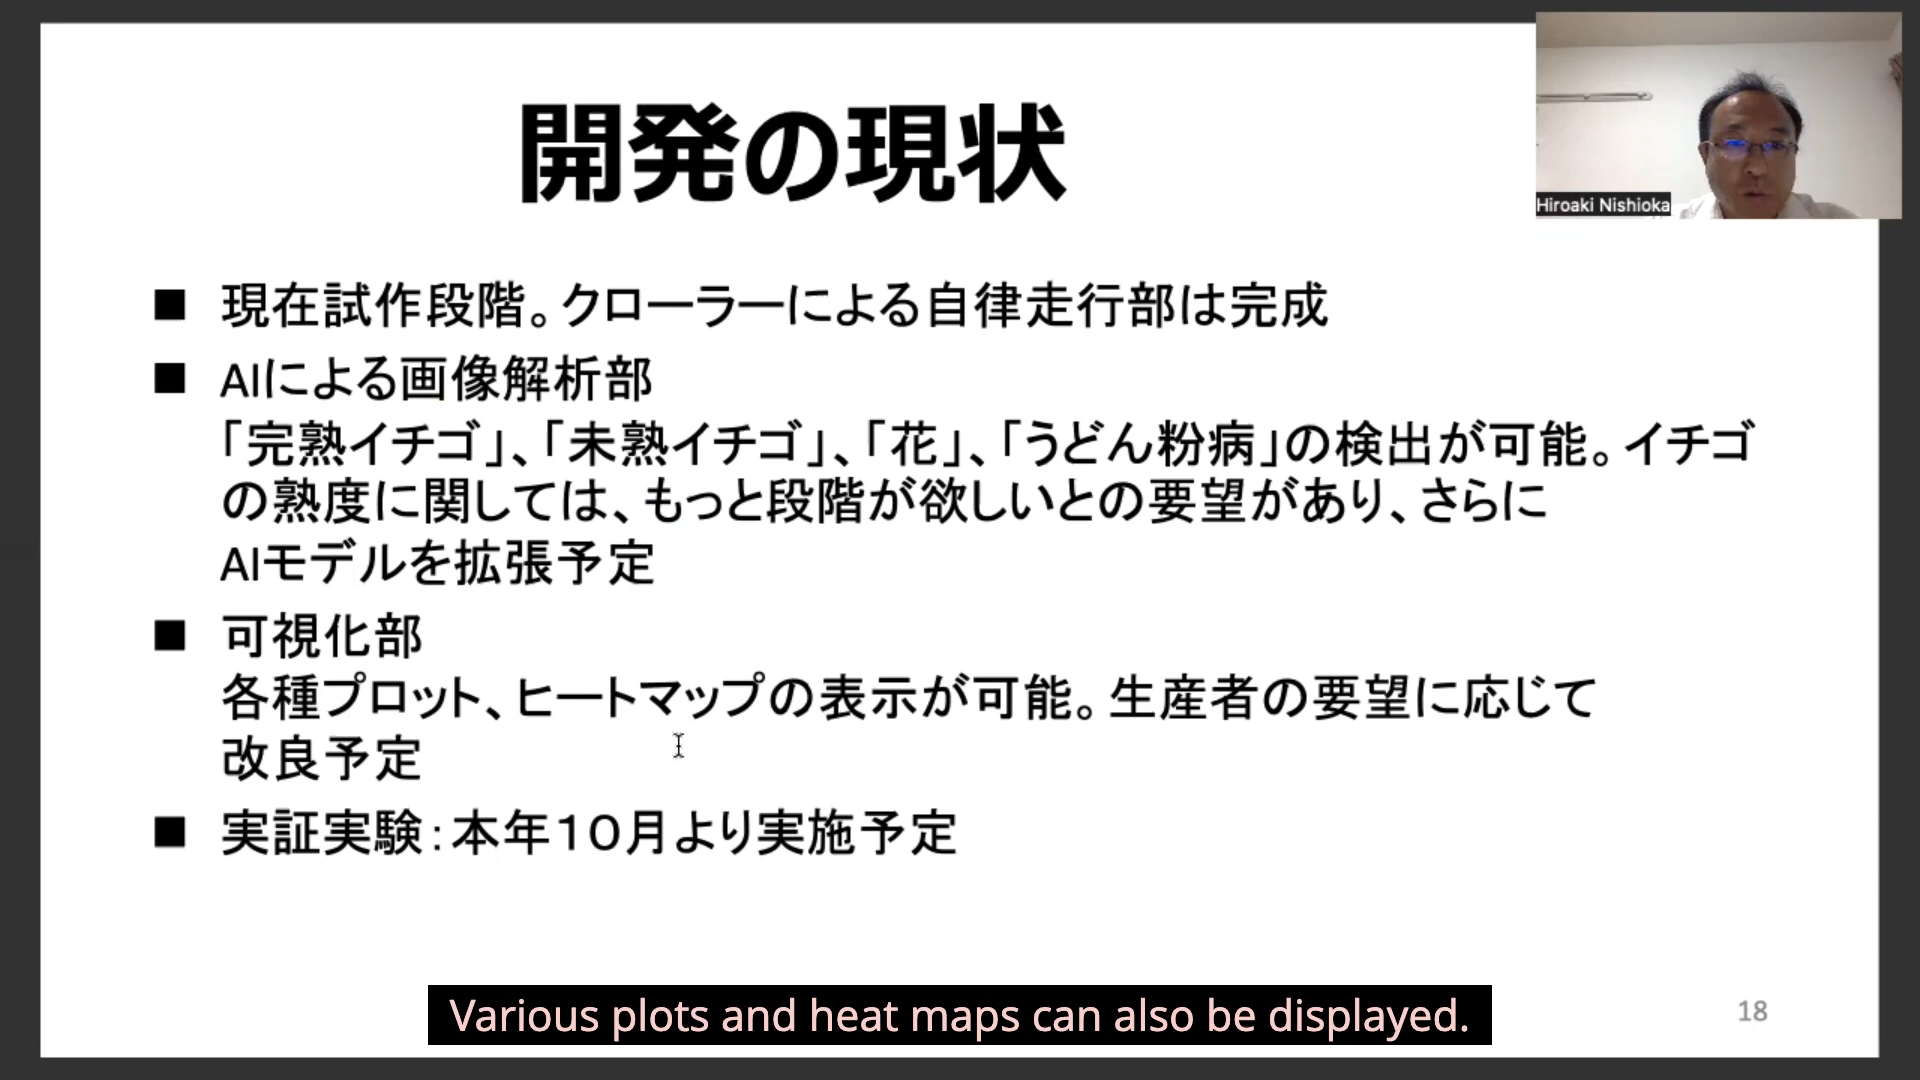 開発の現状
Hiroaki Nishioka
■ 現在試作段階。クローラーによる自律走行部は完成
■ AIによる画像解析部
「完熟イチゴ」、「未熟イチゴ」、「花」、「うどん粉病」の検出が可能。イチゴ
の熟度に関しては、もっと段階が欲しいとの要望があり、さらに
AIモデルを拡張予定
■ 可視化部
各種プロット、ヒートマップの表示が可能。生産者の要望に応じて
改良予定
■ 実証実験：本年１０月より実施予定
Various plots and heat maps can also be displayed.
18